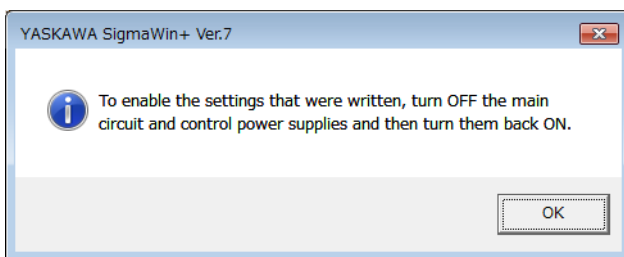 YASKAWA SigmaWin+ Ver.7
To enable the settings that were written, turn OFF the main
circuit and control power supplies and then turn them back ON.
OK